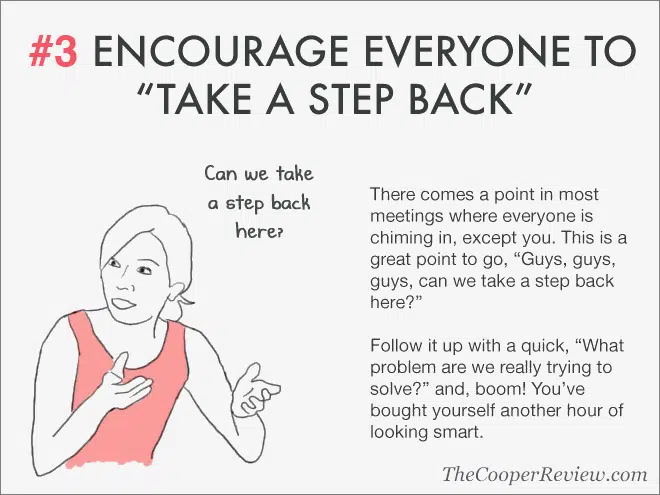 #3 ENCOURAGE EVERYONE TO
“TAKE A STEP BACK”
Can we take
a step back
here?
There comes a point in most
meetings where everyone is
chiming in, except you. This is a
great point to go, “Guys, guys,
guys, can we take a step back
here?”
Follow it up with a quick, “What
problem are we really trying to
solve?” and, boom! You’ve
bought yourself another hour of
looking smart.
TheCooperReview.com